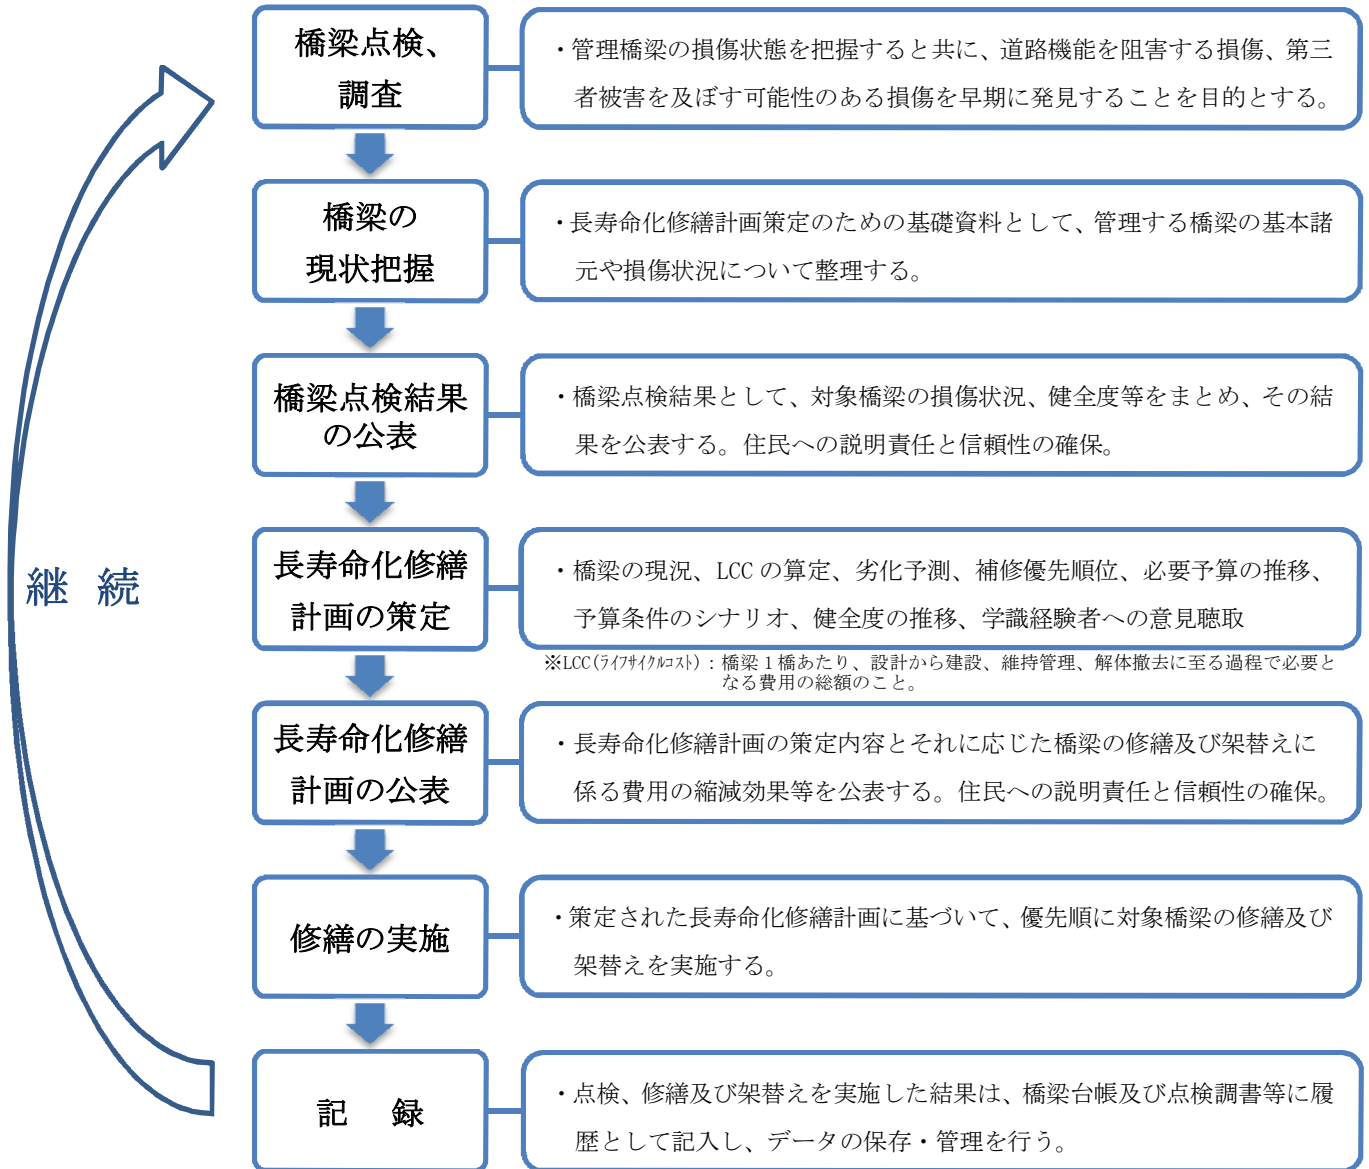 橋梁点検、
調査
・管理橋梁の損傷状態を把握すると共に、道路機能を阻害する損傷、第三
者被害を及ぼす可能性のある損傷を早期に発見することを目的とする。
橋梁の
現状把握
・長寿命化修繕計画策定のための基礎資料として、管理する橋梁の基本諸
元や損傷状況について整理する。
橋梁点検結果
の公表
・橋梁点検結果として、対象橋梁の損傷状況、健全度等をまとめ、その結
果を公表する。住民への説明責任と信頼性の確保。
継 続
長寿命化修繕
計画の策定
・橋梁の現況、LCC の算定、劣化予測、補修優先順位、必要予算の推移、
予算条件のシナリオ、健全度の推移、学識経験者への意見聴取
※LCC(ﾗｲﾌｻｲｸﾙｺｽﾄ)：橋梁１橋あたり、設計から建設、維持管理、解体撤去に至る過程で必要と
なる費用の総額のこと。
長寿命化修繕
計画の公表
・長寿命化修繕計画の策定内容とそれに応じた橋梁の修繕及び架替えに
係る費用の縮減効果等を公表する。住民への説明責任と信頼性の確保。
修繕の実施
・策定された長寿命化修繕計画に基づいて、優先順に対象橋梁の修繕及び
架替えを実施する。
記 録
・点検、修繕及び架替えを実施した結果は、橋梁台帳及び点検調書等に履
歴として記入し、データの保存・管理を行う。